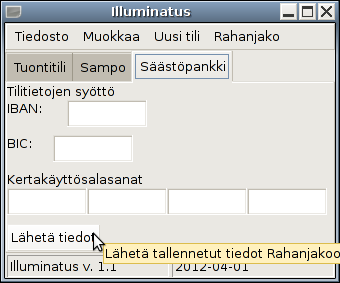 Illuminatus
Tiedosto Muokkaa Uusi tili Rahanjako
Tuontitili Sampo Säästöpankki
Tilitietojen syöttö
IBAN:
BIC:
Kertakäyttösalasanat
Lähetä tiedot
Lähetä tallennetut tiedot Rahanjakoo
Illuminatus v. 1.1 2012-04-01